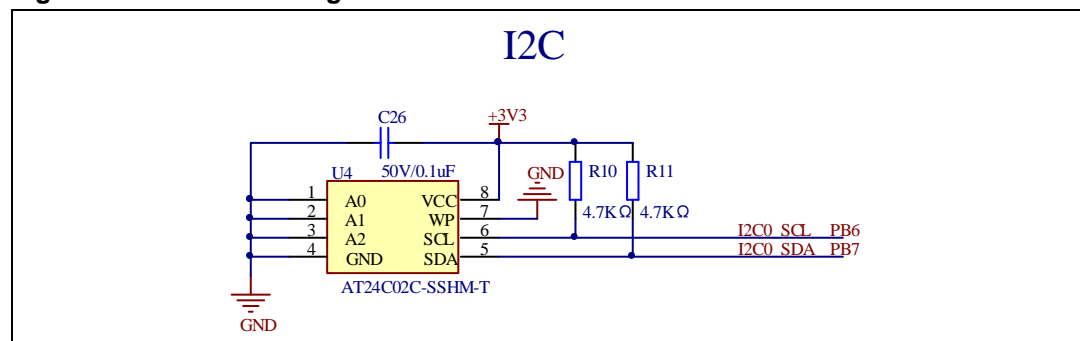 I2C
C26
+3V3
U4
50V/0.1uF
GND
R10
R11
1
A0
VCC
8
2
A1
WP
7
4.7KΩ
4.7KΩ
3
A2
SCL
6
I2C0_SCL
PB6
4
GND
SDA
5
I2C0_SDA
PB7
AT24C02C-SSHM-T
GND